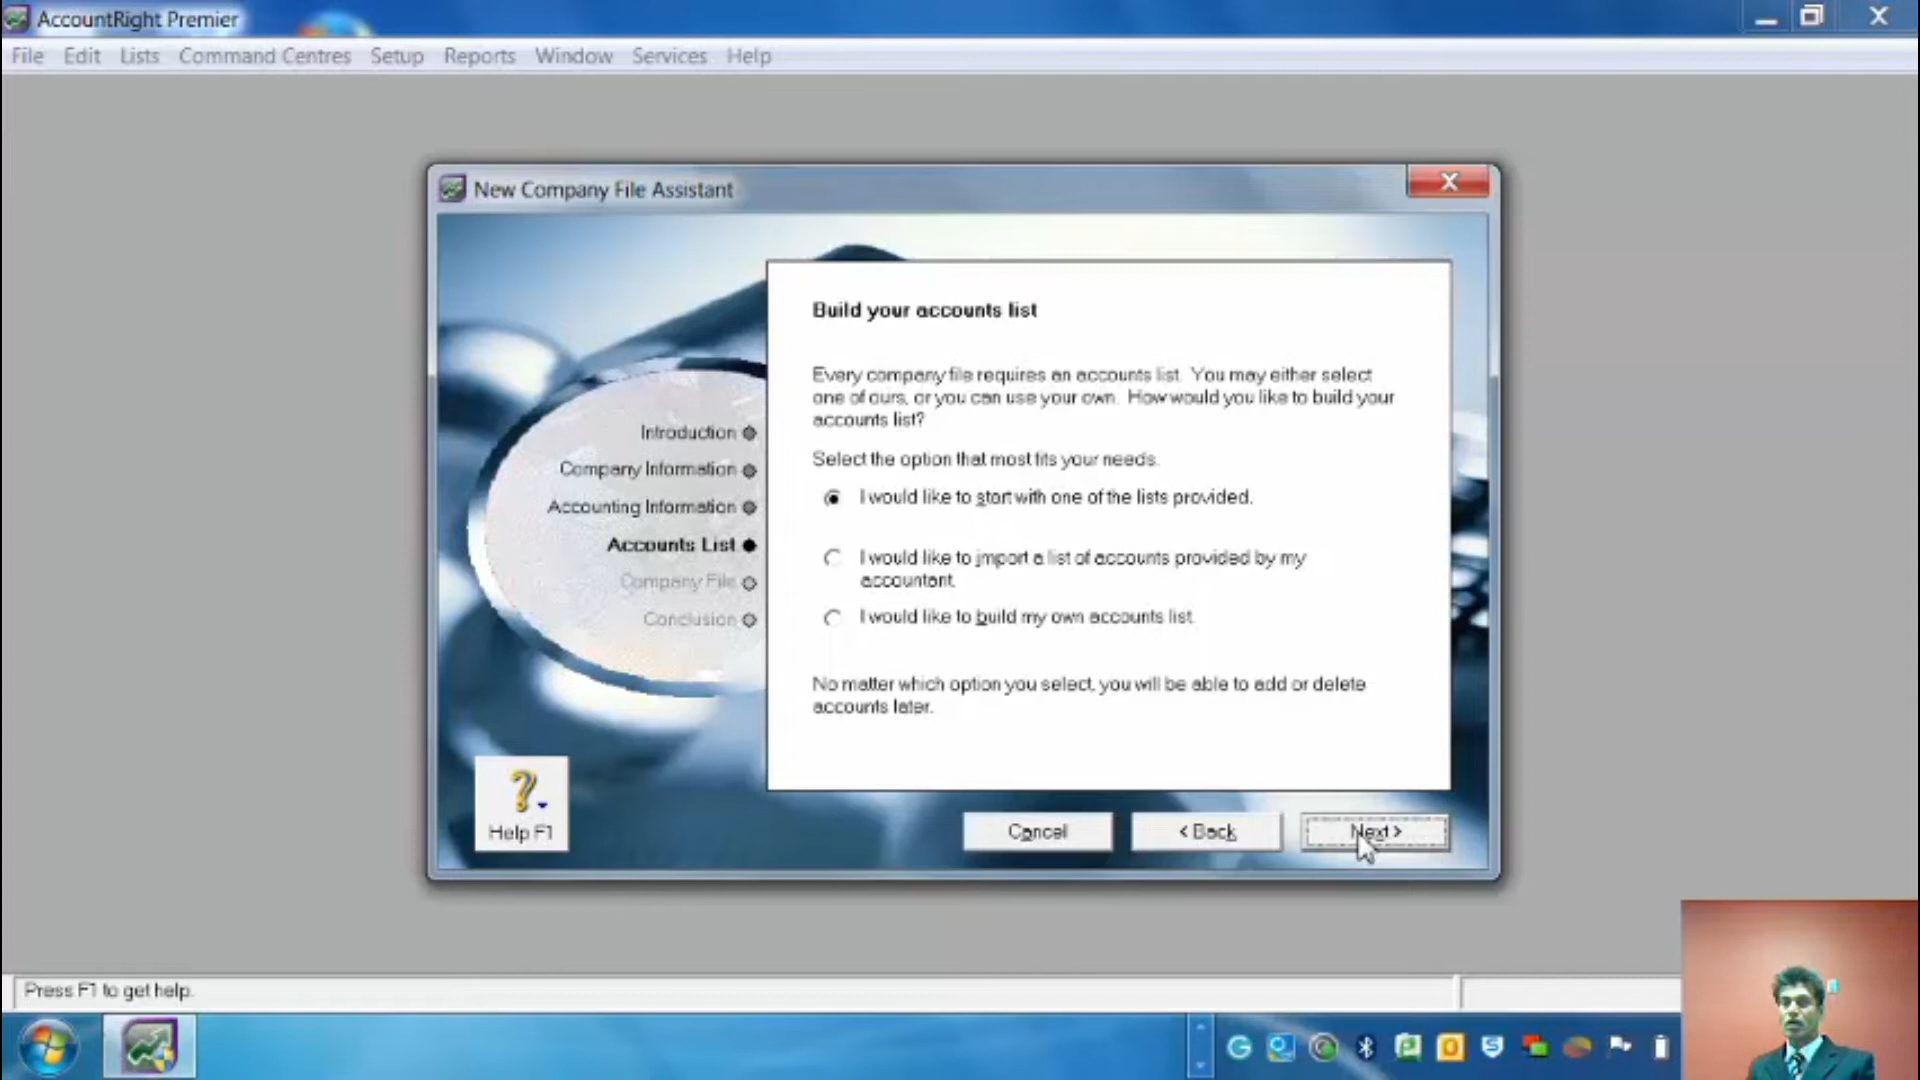 AccountRight Premier
File Edit Lists Command Centres Setup Reports Window Services Help
New Company File Assistant
Build your accounts list
Every company file requires an accounts list. You may either select
one of ours, or you can use your own. How would you like to build your
accounts list?
Select the option that most fits your needs.
I would like to start with one of the lists provided.
I would like to import a list of accounts provided by my
accountant.
I would like to build my own accounts list.
No matter which option you select, you will be able to add or delete
accounts later.
Introduction
Company Information
Accounting Information
Accounts List
Company File
Conclusion
Help F1
Cancel
< Back
Next >
Press F1 to get help.